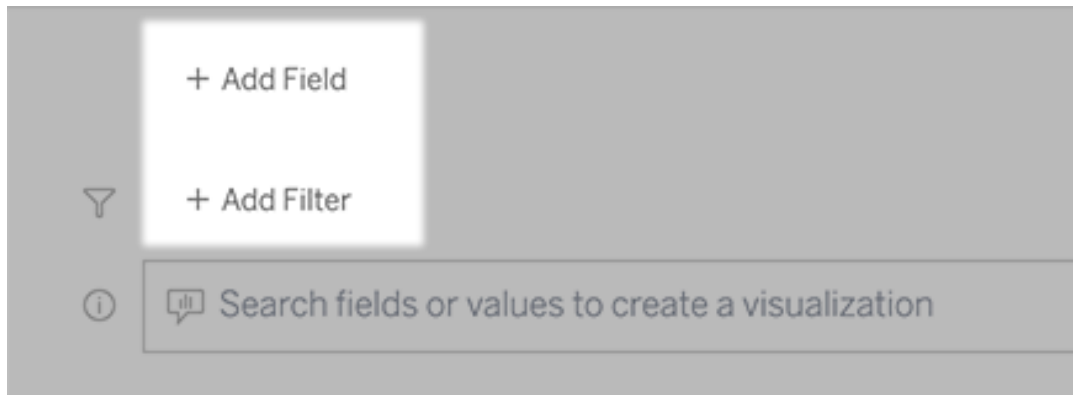 + Add Field
+ Add Filter
Search fields or values to create a visualization